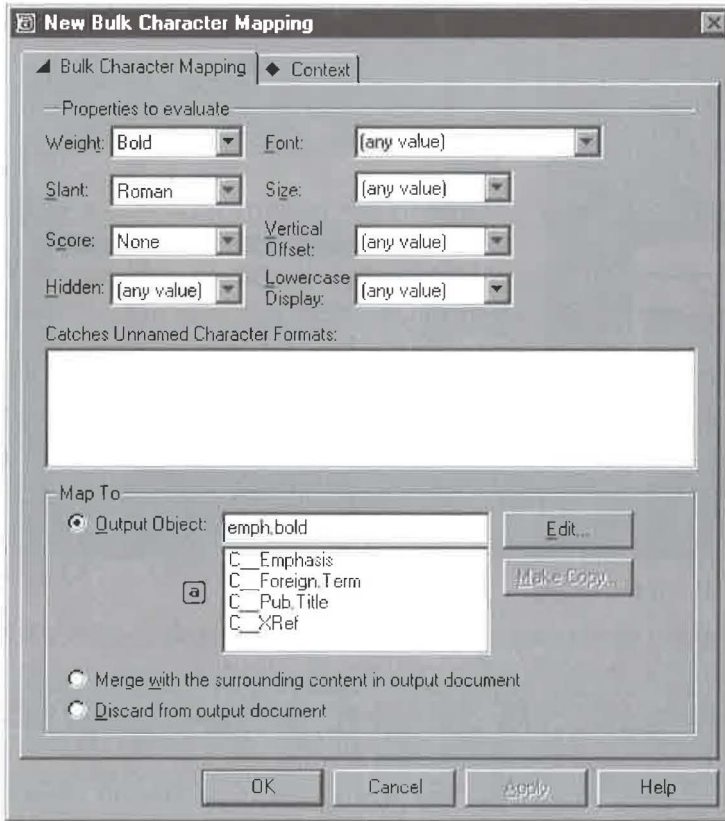 New Bulk Character Mapping
Bulk Character Mapping Context
Properties to evaluate
Weight: Bold Font: (any value)
Slant: Roman Size: (any value)
Score: None Vertical Offset: (any value)
Hidden: (any value) Lowercase Display: (any value)
Catches Unnamed Character Formats:
Map To
Output Object: emph.bold Edit...
C__Emphasis
C__Foreign.Term Make Copy...
a C__Pub.Title
C__XRef
Merge with the surrounding content in output document
Discard from output document
OK Cancel Apply Help